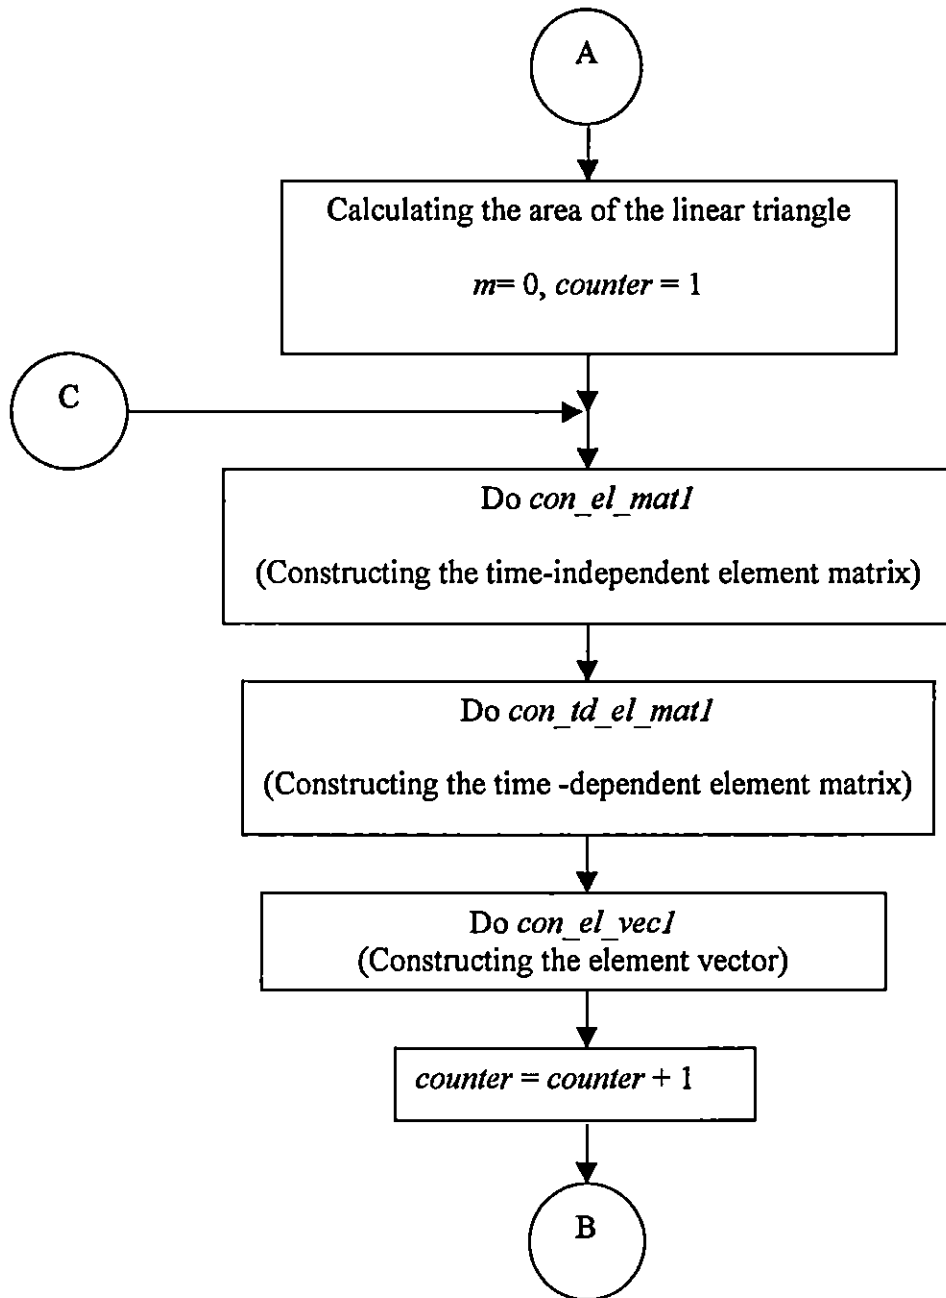 A
Calculating the area of the linear triangle
m= 0, counter = 1
C
Do con_el_mat1
(Constructing the time-independent element matrix)
Do con_td_el_mat1
(Constructing the time -dependent element matrix)
Do con_el_vec1
(Constructing the element vector)
counter = counter + 1
B